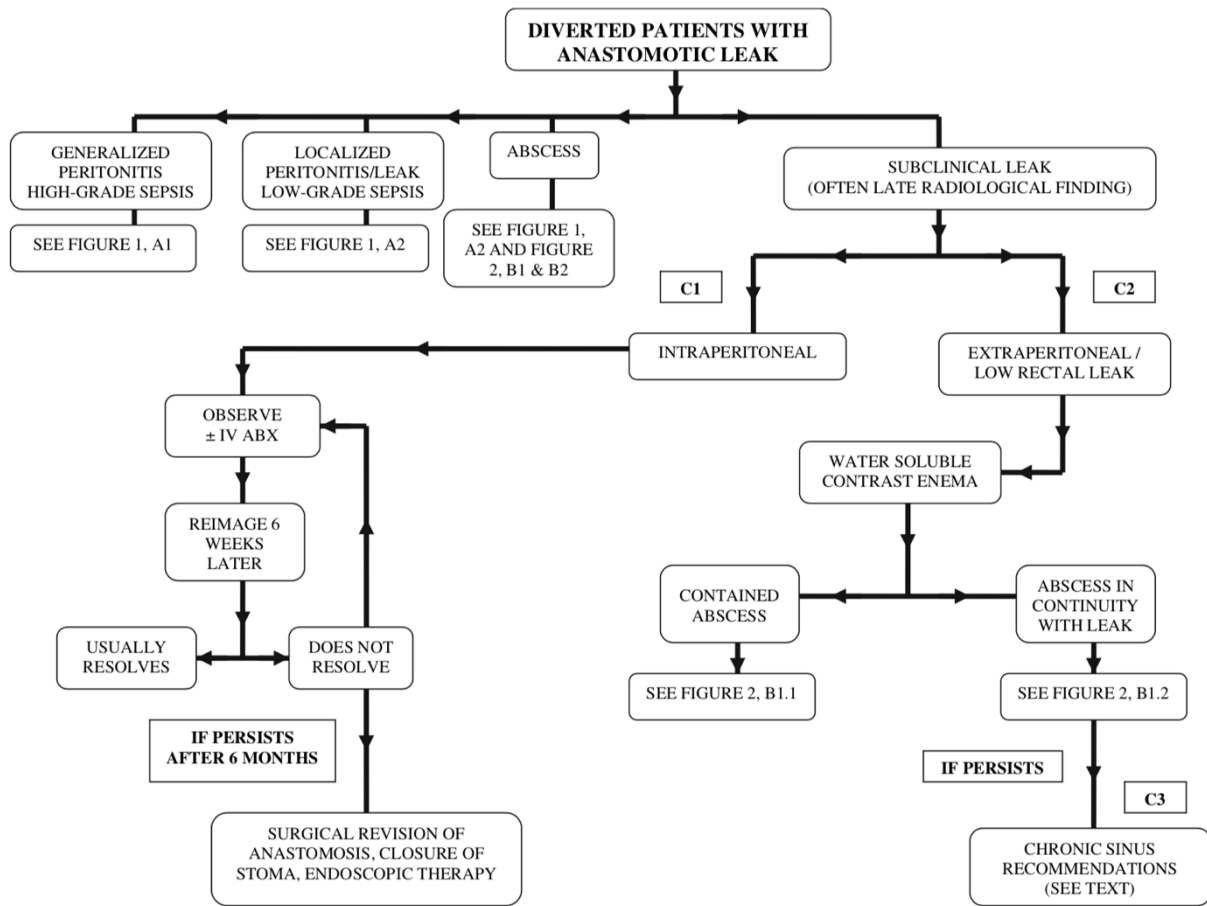 DIVERTED PATIENTS WITH
ANASTOMOTIC LEAK
GENERALIZED
PERITONITIS
HIGH-GRADE SEPSIS
LOCALIZED
PERITONITIS/LEAK
LOW-GRADE SEPSIS
ABSCESS
SUBCLINICAL LEAK
(OFTEN LATE RADIOLOGICAL FINDING)
SEE FIGURE 1, A1
SEE FIGURE 1, A2
SEE FIGURE 1,
A2 AND FIGURE
2, B1 & B2
C1
C2
INTRAPERITONEAL
EXTRAPERITONEAL /
LOW RECTAL LEAK
OBSERVE
± IV ABX
WATER SOLUBLE
CONTRAST ENEMA
REIMAGE 6
WEEKS
LATER
CONTAINED
ABSCESS
ABSCESS IN
CONTINUITY
WITH LEAK
USUALLY
RESOLVES
DOES NOT
RESOLVE
SEE FIGURE 2, B1.1
SEE FIGURE 2, B1.2
IF PERSISTS
AFTER 6 MONTHS
IF PERSISTS
C3
SURGICAL REVISION OF
ANASTOMOSIS, CLOSURE OF
STOMA, ENDOSCOPIC THERAPY
CHRONIC SINUS
RECOMMENDATIONS
(SEE TEXT)